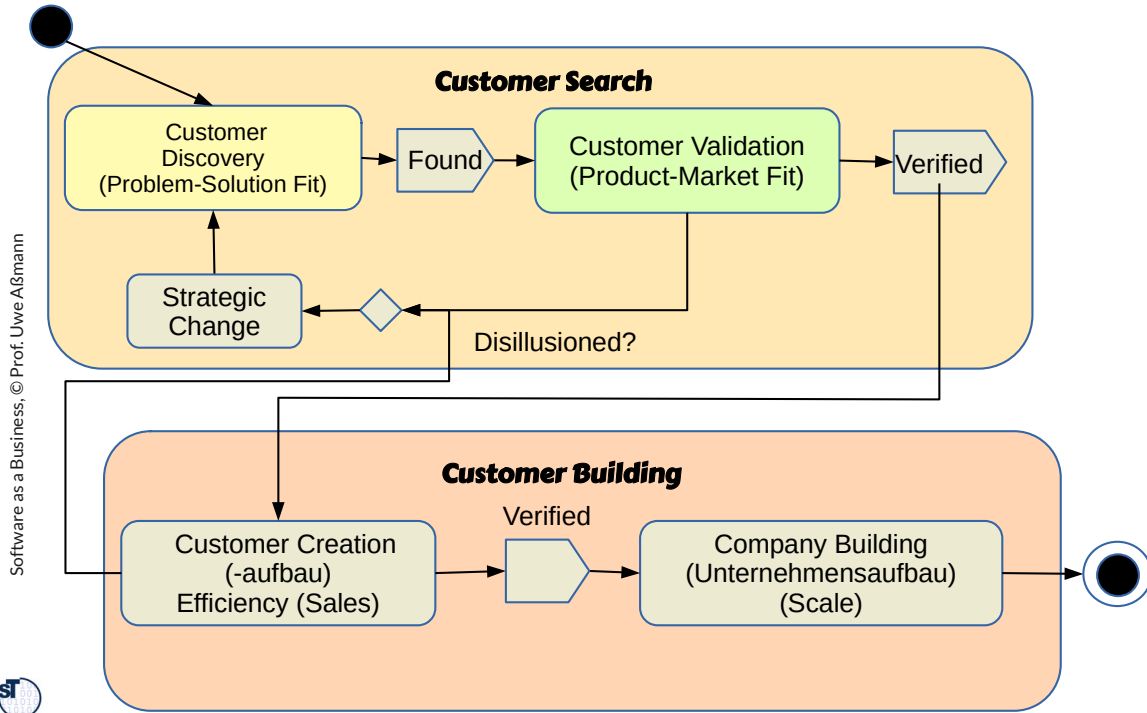 Customer Search
Customer
Discovery
(Problem-Solution Fit)
Found
Customer Validation
(Product-Market Fit)
Verified
Strategic
Change
Disillusioned?
Customer Building
Verified
Customer Creation
(-aufbau)
Efficiency (Sales)
Company Building
(Unternehmensaufbau)
(Scale)
Software as a Business, © Prof. Uwe Aßmann